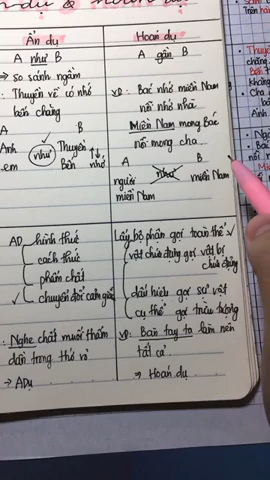 Ẩn dụ
A như B
→ so sánh ngầm
: Thuyền về có nhớ
bến chăng
A B
Anh như Thuyền
em Bến nhớ
AD hình thức
cách thức
phẩm chất
✓ chuyển đổi cảm giác
: Nghe chát muối thấm
dần trong thớ vỏ
→ ADụ
Hoán dụ
A gần B
VD: Bác nhớ miền Nam
nỗi nhớ nhà
Miền Nam mong Bác
nỗi mong cha
A B
người như miền Nam
miền Nam
Lấy bộ phận gọi toàn thể ✓
vật chứa đựng gọi vật bị
chứa đựng
dấu hiệu gọi sự vật
cụ thể gọi trừu tượng
VD: Bàn tay ta làm nên
tất cả
→ Hoán dụ